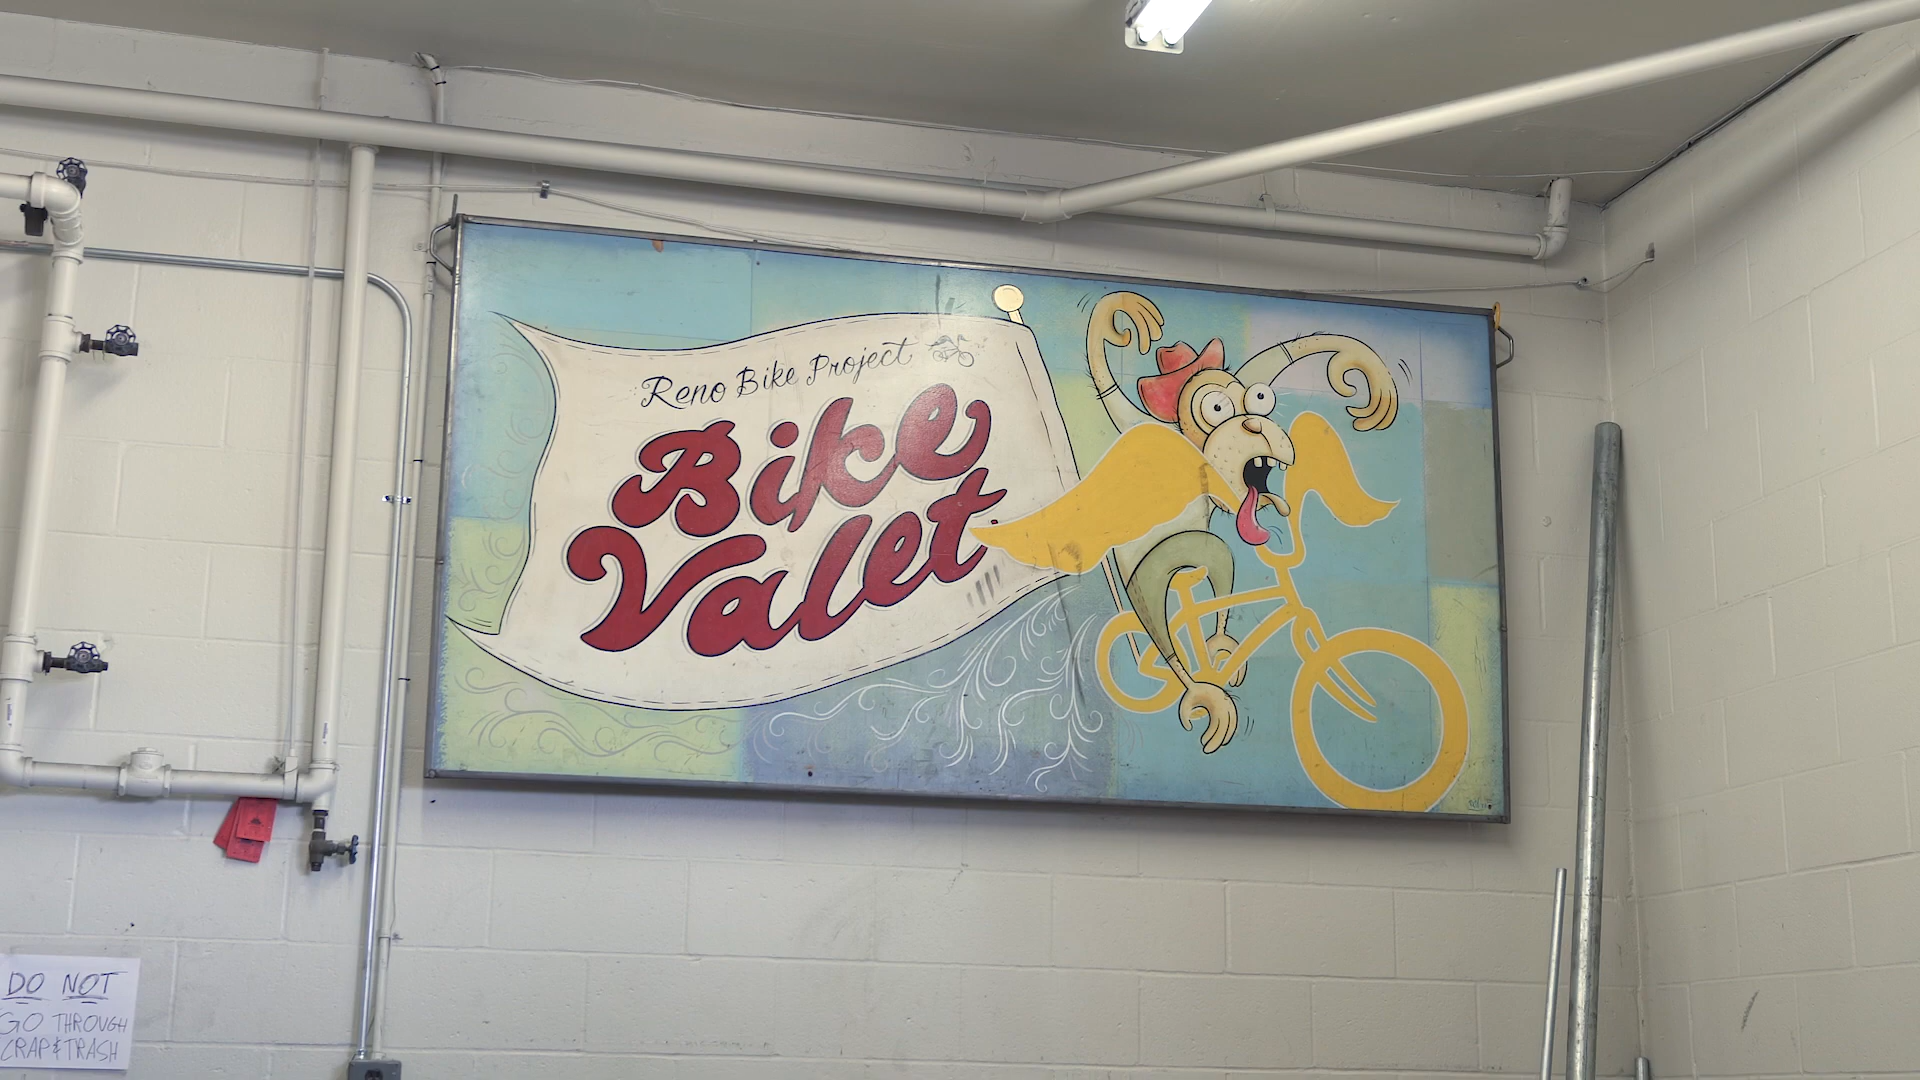 Reno Bike Project
Bike
Valet
DO NOT
GO THROUGH
CRAP & TRASH